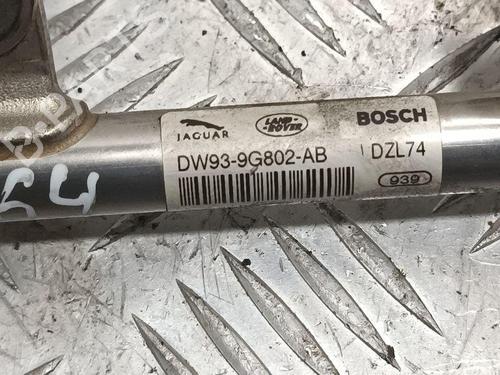 JAGUAR LAND-ROVER BOSCH
DW93-9G802-AB DZL74
939